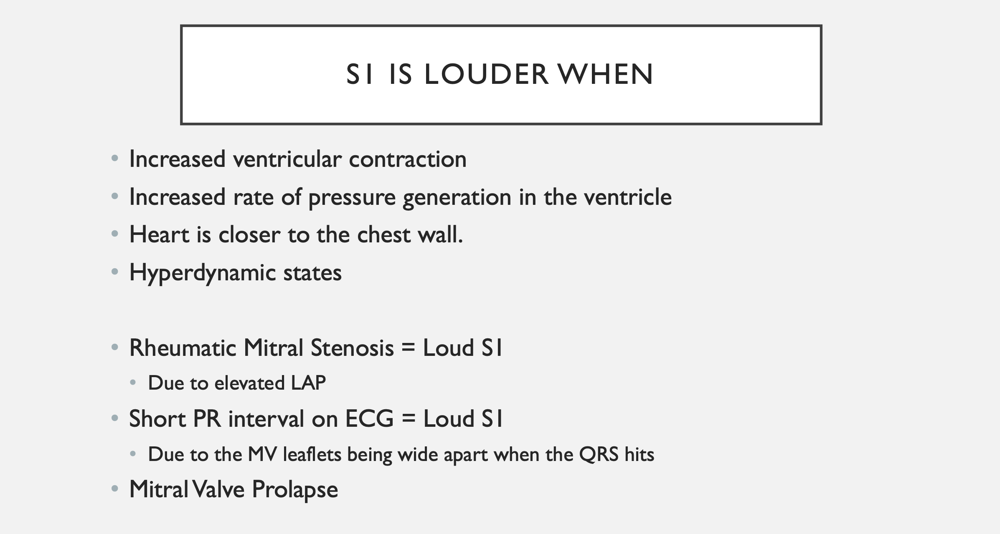 S1 IS LOUDER WHEN
• Increased ventricular contraction
• Increased rate of pressure generation in the ventricle
• Heart is closer to the chest wall.
• Hyperdynamic states
• Rheumatic Mitral Stenosis = Loud S1
• Due to elevated LAP
• Short PR interval on ECG = Loud S1
• Due to the MV leaflets being wide apart when the QRS hits
• Mitral Valve Prolapse